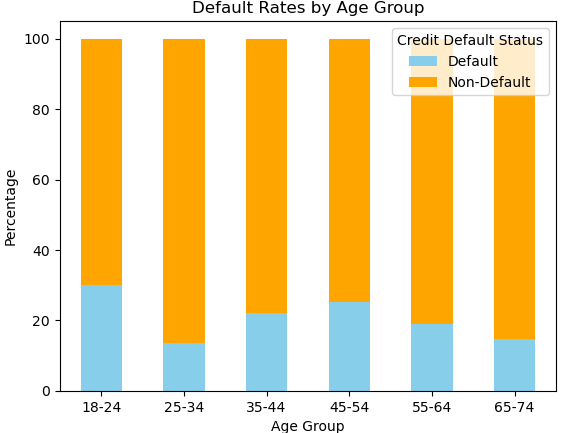 Default Rates by Age Group
Credit Default Status
Default
Non-Default
Percentage
100
80
60
40
20
0
18-24 25-34 35-44 45-54 55-64 65-74
Age Group